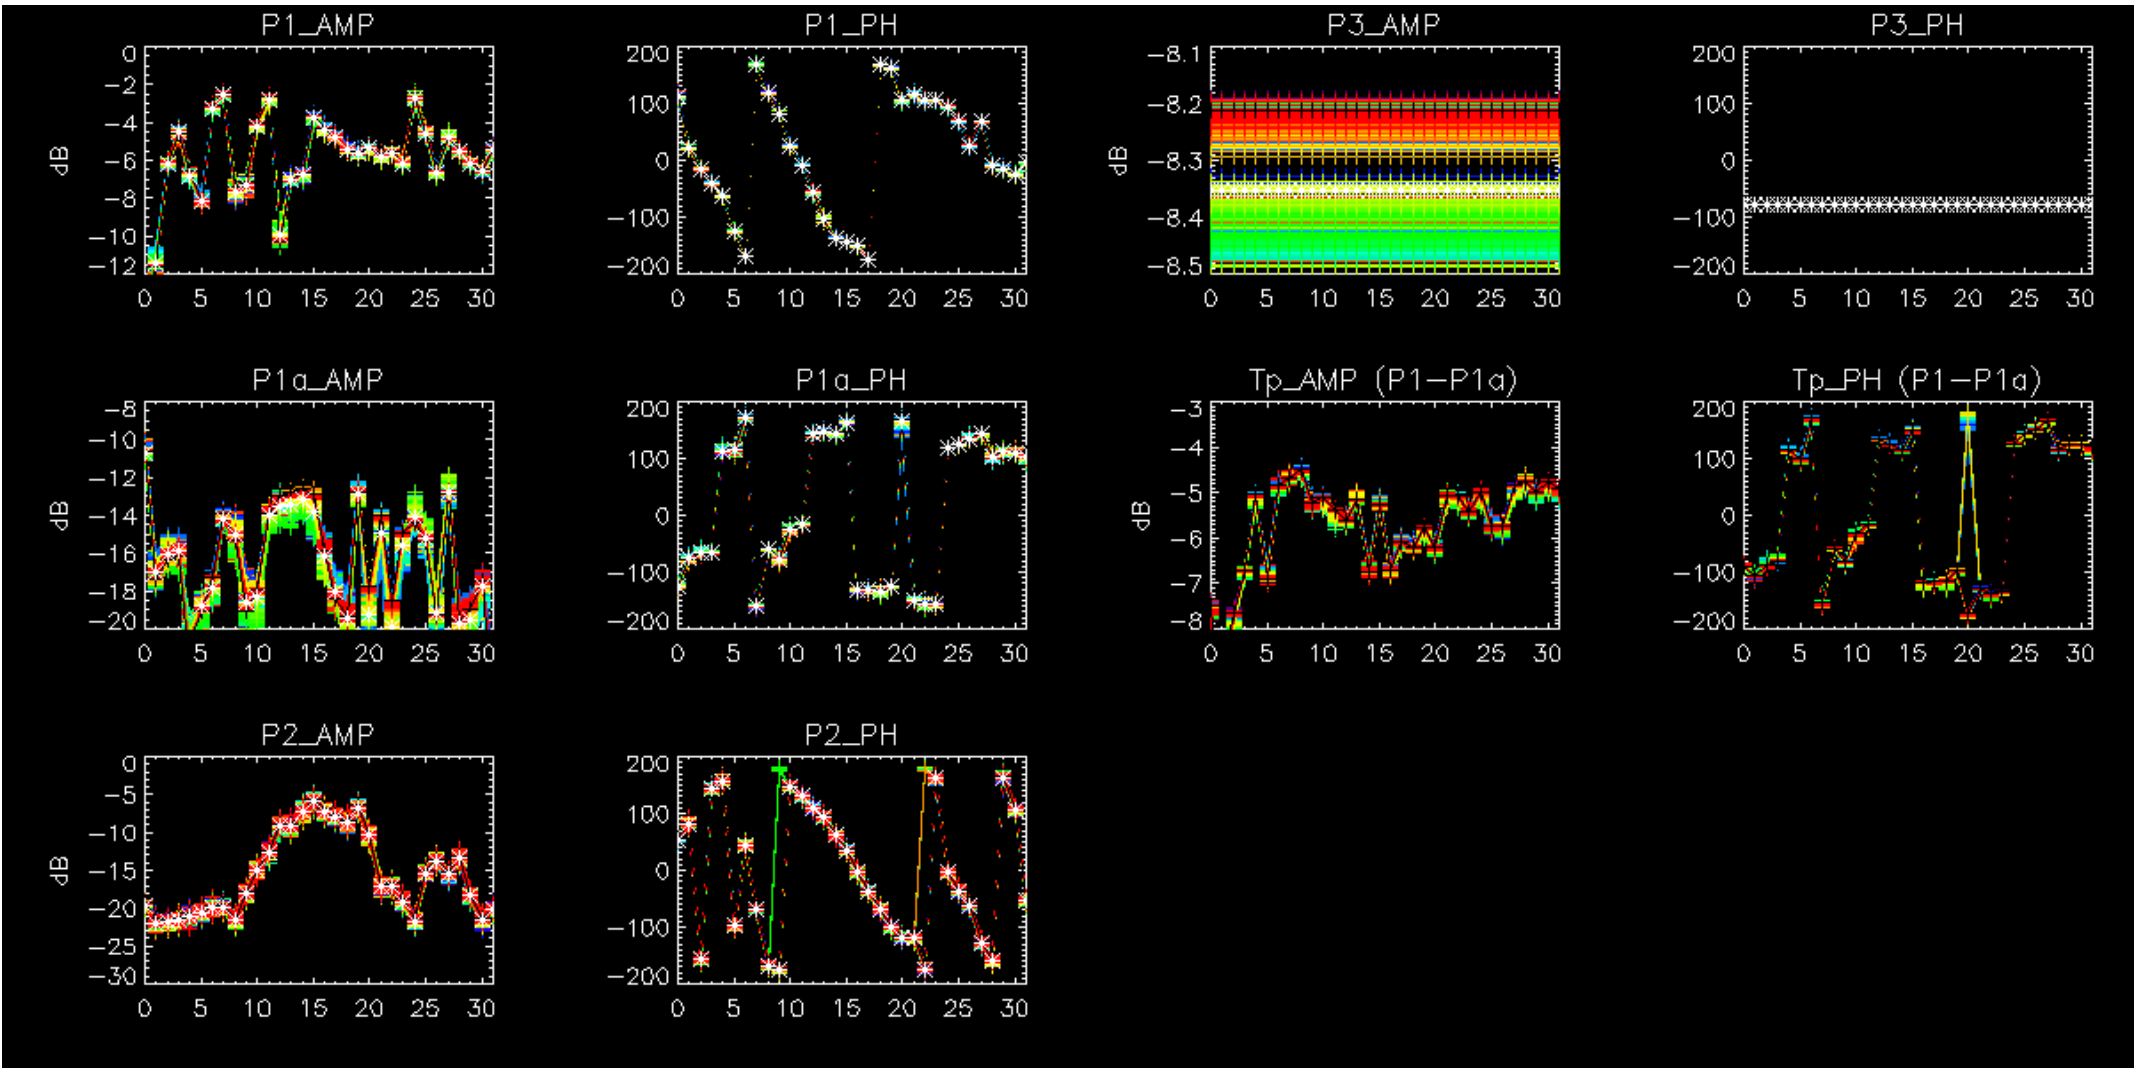 P1_AMP
0
−2
−4
−6
−8
−10
−12
dB
0 5 10 15 20 25 30
P1_PH
200
100
0
−100
−200
0 5 10 15 20 25 30
P3_AMP
−8.1
−8.2
−8.3
−8.4
−8.5
dB
0 5 10 15 20 25 30
P3_PH
200
100
0
−100
−200
0 5 10 15 20 25 30
P1a_AMP
−8
−10
−12
−14
−16
−18
−20
dB
0 5 10 15 20 25 30
P1a_PH
200
100
0
−100
−200
0 5 10 15 20 25 30
Tp_AMP (P1−P1a)
−3
−4
−5
−6
−7
−8
dB
0 5 10 15 20 25 30
Tp_PH (P1−P1a)
200
100
0
−100
−200
0 5 10 15 20 25 30
P2_AMP
0
−5
−10
−15
−20
−25
−30
dB
0 5 10 15 20 25 30
P2_PH
200
100
0
−100
−200
0 5 10 15 20 25 30